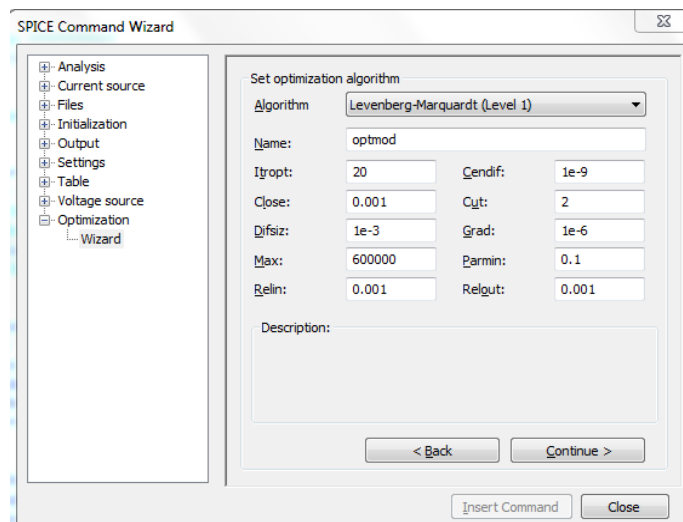 SPICE Command Wizard
Analysis
Current source
Files
Initialization
Output
Settings
Table
Voltage source
Optimization
Wizard
Set optimization algorithm
Algorithm Levenberg-Marquardt (Level 1)
Name: optmod
Itropt: 20 Cendif: 1e-9
Close: 0.001 Cut: 2
Difsiz: 1e-3 Grad: 1e-6
Max: 600000 Parmin: 0.1
Relin: 0.001 Relout: 0.001
Description:
< Back Continue >
Insert Command Close